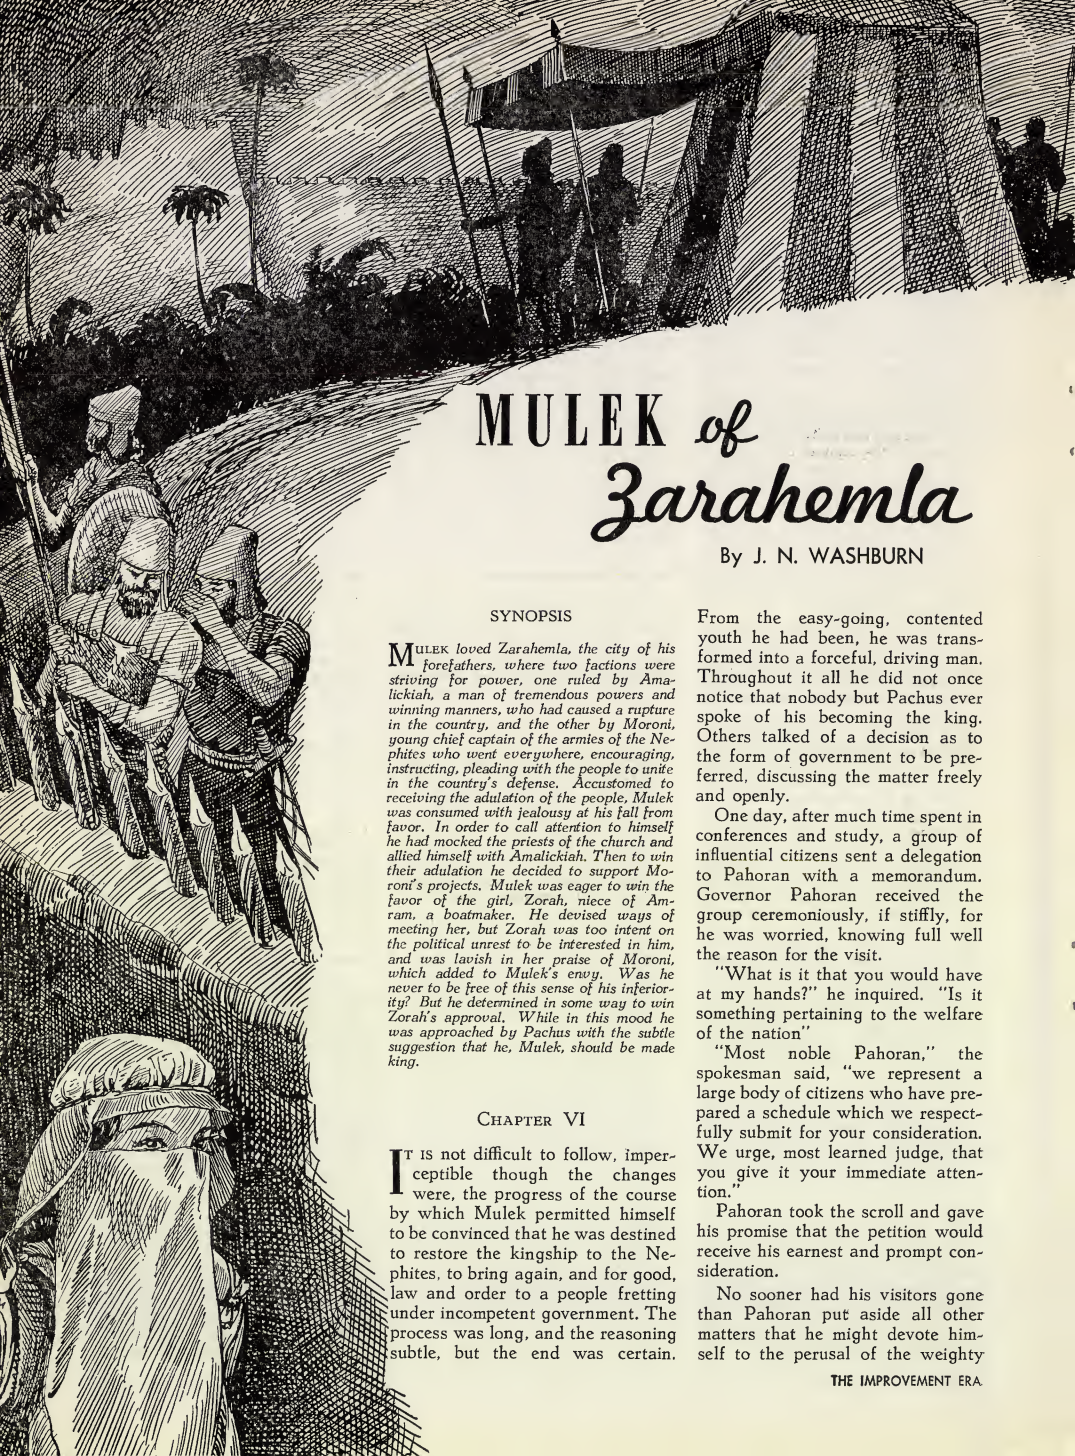 MULEK of
Zarahemla
By J. N. WASHBURN
SYNOPSIS
MULEK loved Zarahemla, the city of his
forefathers, where two factions were
striving for power, one ruled by Ama-
lickiah, a man of tremendous powers and
winning manners, who had caused a rupture
in the country, and the other by Moroni,
young chief captain of the armies of the Ne-
phites who went everywhere, encouraging,
instructing, pleading with the people to unite
in the country's defense. Accustomed to
receiving the adulation of the people, Mulek
was consumed with jealousy at his fall from
favor. In order to call attention to himself
he had mocked the priests of the church and
allied himself with Amalickiah. Then to win
their adulation he decided to support Mo-
roni's projects. Mulek was eager to win the
favor of the girl, Zorah, niece of Am-
ram, a boatmaker. He devised ways of
meeting her, but Zorah was too intent on
the political unrest to be interested in him,
and was lavish in her praise of Moroni,
which added to Mulek's envy. Was he
never to be free of this sense of his inferior-
ity? But he determined in some way to win
Zorah's approval. While in this mood he
was approached by Pachus with the subtle
suggestion that he, Mulek, should be made
king.
CHAPTER VI
IT IS not difficult to follow, imper-
ceptible though the changes
were, the progress of the course
by which Mulek permitted himself
to be convinced that he was destined
to restore the kingship to the Ne-
phites, to bring again, and for good,
law and order to a people fretting
under incompetent government. The
process was long, and the reasoning
subtle, but the end was certain.
From the easy-going, contented
youth he had been, he was trans-
formed into a forceful, driving man.
Throughout it all he did not once
notice that nobody but Pachus ever
spoke of his becoming the king.
Others talked of a decision as to
the form of government to be pre-
ferred, discussing the matter freely
and openly.
One day, after much time spent in
conferences and study, a group of
influential citizens sent a delegation
to Pahoran with a memorandum.
Governor Pahoran received the
group ceremoniously, if stiffly, for
he was worried, knowing full well
the reason for the visit.
"What is it that you would have
at my hands?" he inquired. "Is it
something pertaining to the welfare
of the nation"
"Most noble Pahoran," the
spokesman said, "we represent a
large body of citizens who have pre-
pared a schedule which we respect-
fully submit for your consideration.
We urge, most learned judge, that
you give it your immediate atten-
tion."
Pahoran took the scroll and gave
his promise that the petition would
receive his earnest and prompt con-
sideration.
No sooner had his visitors gone
than Pahoran put aside all other
matters that he might devote him-
self to the perusal of the weighty
THE IMPROVEMENT ERA